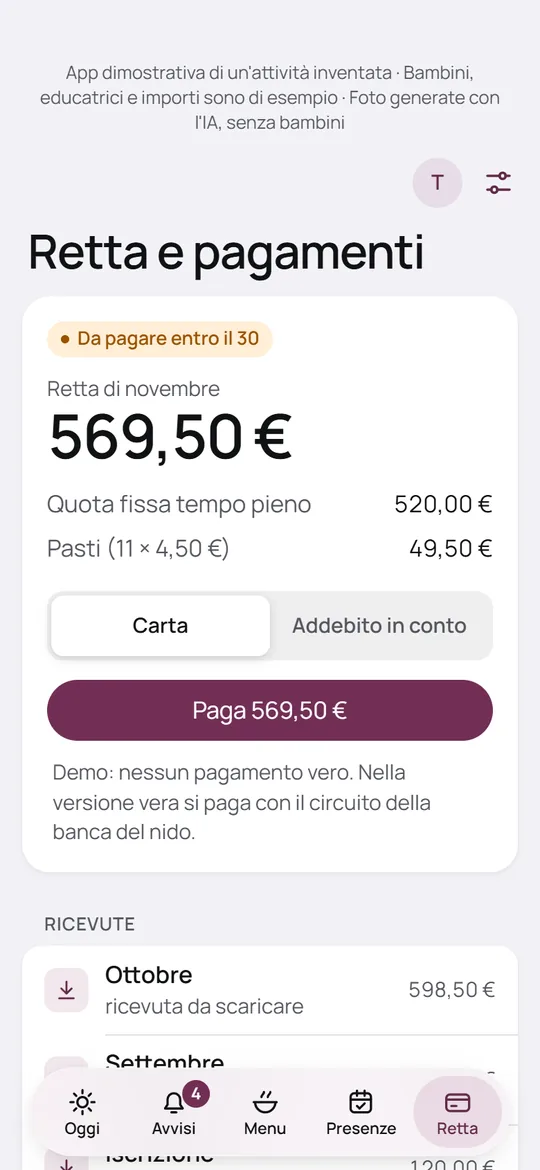 App dimostrativa di un'attività inventata · Bambini,
educatrici e importi sono di esempio · Foto generate con
l'IA, senza bambini
T
Retta e pagamenti
Da pagare entro il 30
Retta di novembre
569,50 €
Quota fissa tempo pieno 520,00 €
Pasti (11 × 4,50 €) 49,50 €
Carta Addebito in conto
Paga 569,50 €
Demo: nessun pagamento vero. Nella
versione vera si paga con il circuito della
banca del nido.
RICEVUTE
Ottobre 598,50 €
ricevuta da scaricare
Settembre
4
Oggi Avvisi Menu Presenze Retta
Iscrizione 120,00 €